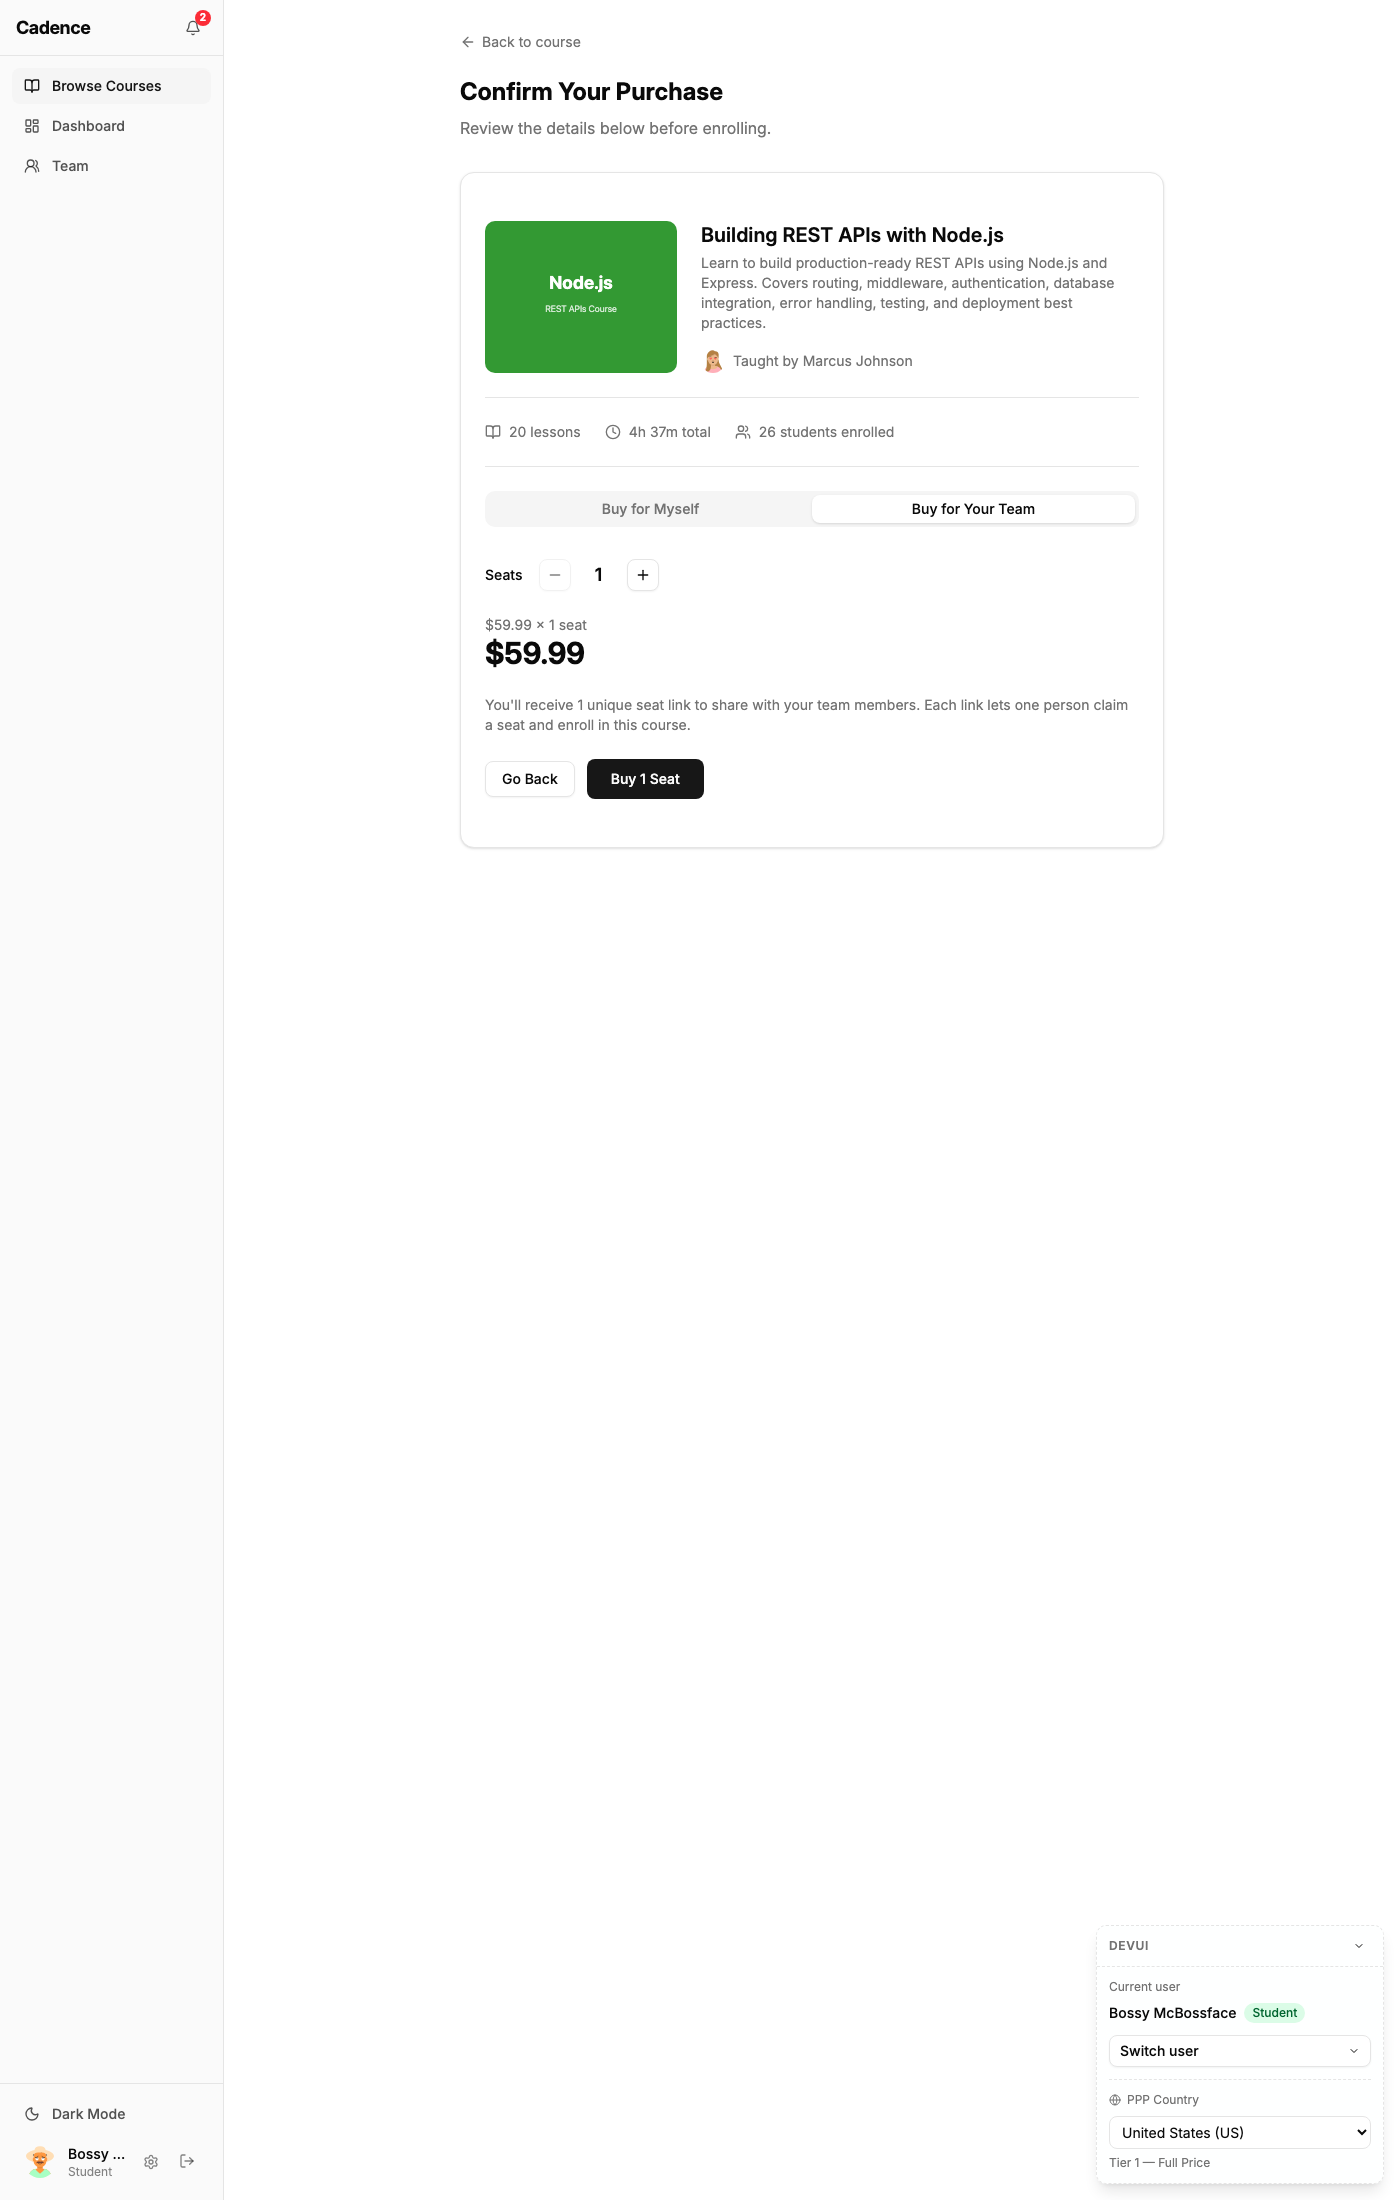 Cadence
2
Browse Courses
Dashboard
Team
Back to course
Confirm Your Purchase
Review the details below before enrolling.
Node.js
REST APIs Course
Building REST APIs with Node.js
Learn to build production-ready REST APIs using Node.js and
Express. Covers routing, middleware, authentication, database
integration, error handling, testing, and deployment best
practices.
Taught by Marcus Johnson
20 lessons
4h 37m total
26 students enrolled
Buy for Myself
Buy for Your Team
Seats
1
$59.99 × 1 seat
$59.99
You'll receive 1 unique seat link to share with your team members. Each link lets one person claim
a seat and enroll in this course.
Go Back
Buy 1 Seat
DEVUI
Current user
Bossy McBossface
Student
Switch user
PPP Country
United States (US)
Tier 1 — Full Price
Dark Mode
Bossy ...
Student